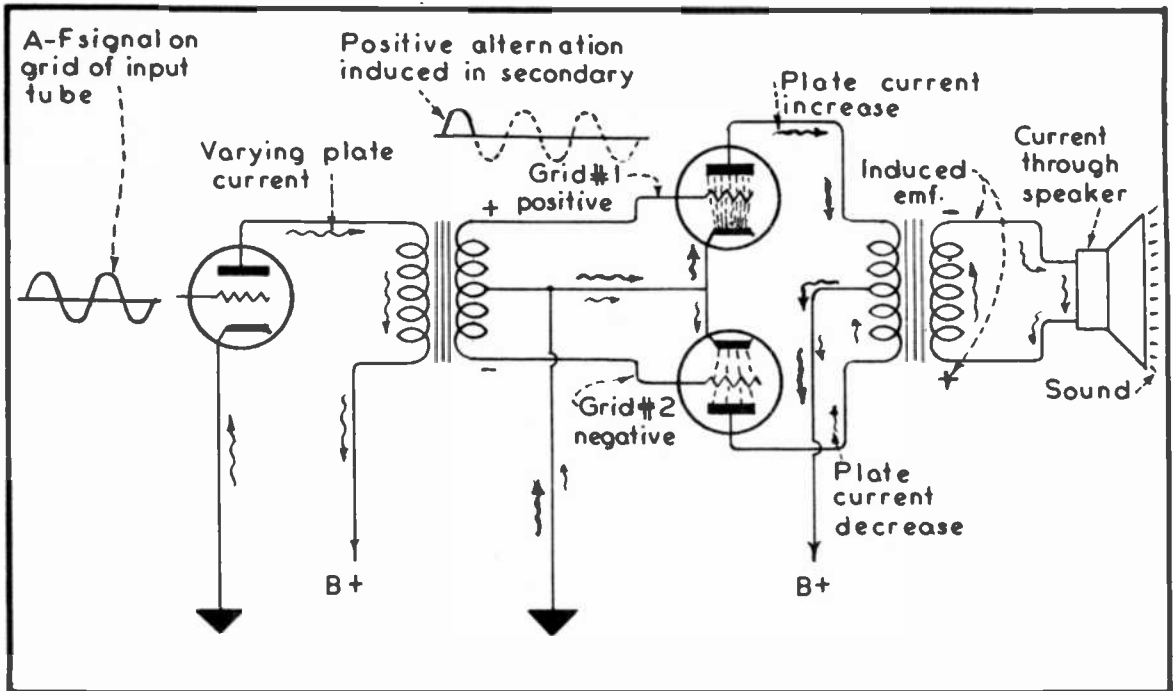 A-F signal on
grid of input
tube
Positive alternation
induced in secondary
Plate current
increase
Varying plate
current
Grid #1
positive
Induced
emf.
Current
through
speaker
+
-
-
+
Grid #2
negative
Sound
Plate
current
decrease
B+
B+